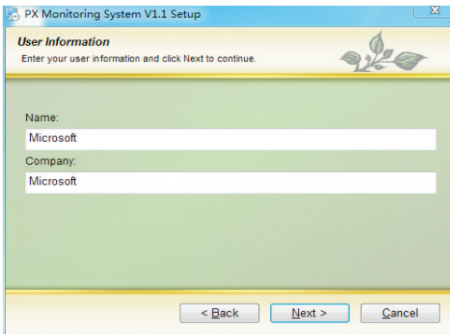 PX Monitoring System V1.1 Setup
User Information
Enter your user information and click Next to continue.
Name:
Microsoft
Company:
Microsoft
< Back Next > Cancel